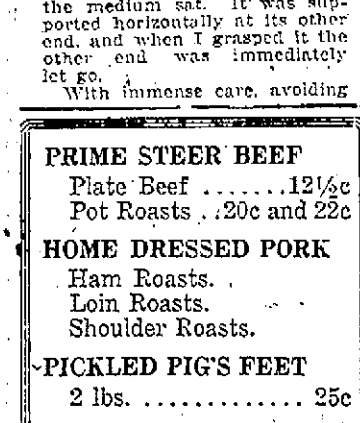 the medium sat. It was sup-
ported horizontally at its other
end, and when I grasped it the
other end was immediately
let go.
With immense care, avoiding
PRIME STEER BEEF
Plate Beef .......12½c
Pot Roasts ..20c and 22c
HOME DRESSED PORK
Ham Roasts.
Loin Roasts.
Shoulder Roasts.
PICKLED PIG'S FEET
2 lbs. ............. 25c